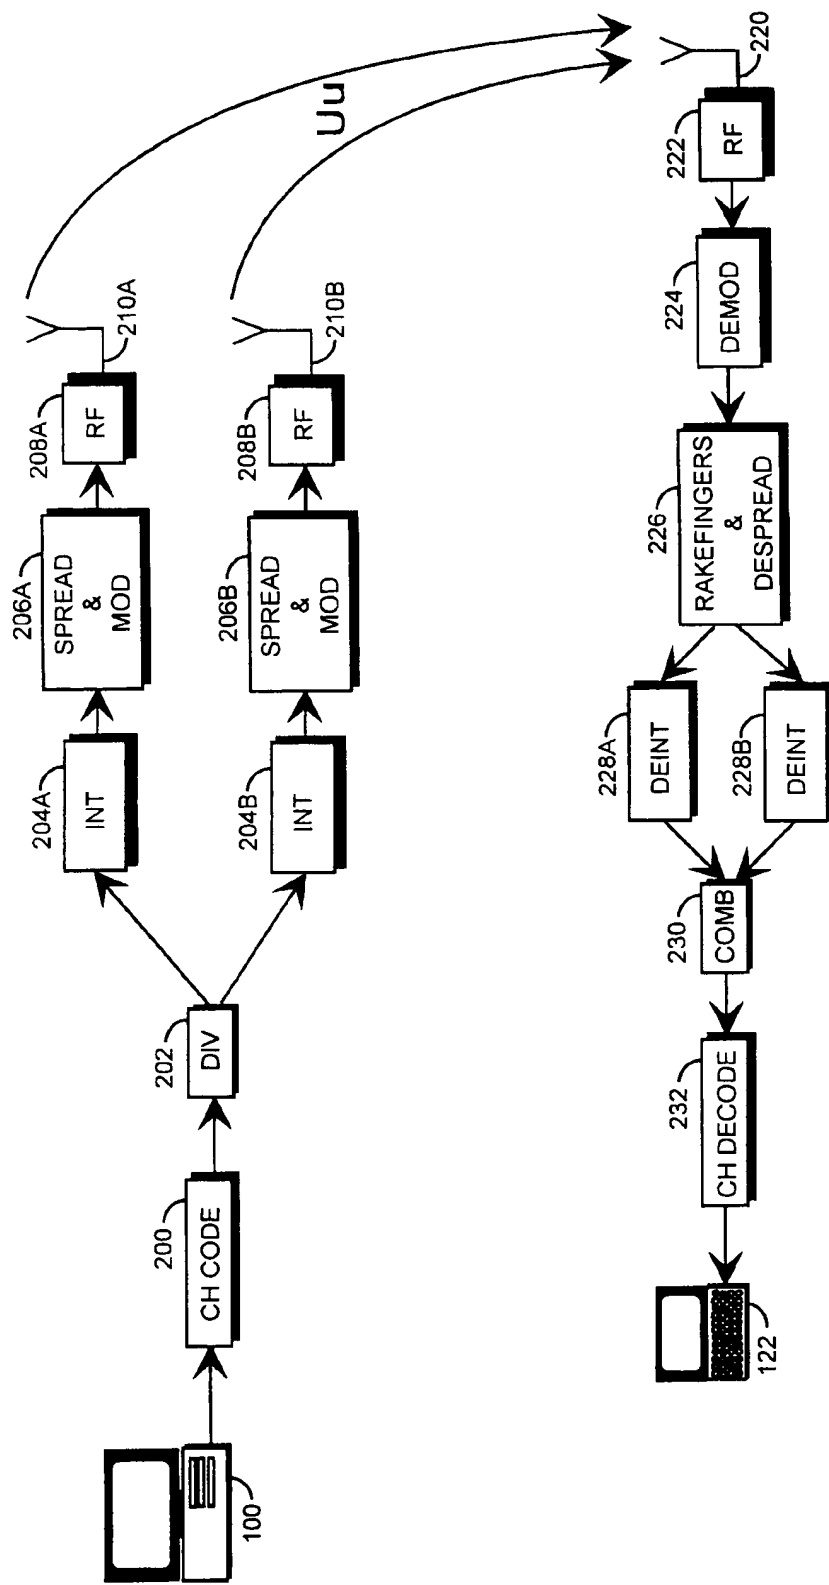 100
200
CH CODE
202
DIV
204A
INT
206A
SPREAD
&
MOD
208A
RF
210A
204B
INT
206B
SPREAD
&
MOD
208B
RF
210B
Uu
220
222
RF
224
DEMOD
226
RAKEFINGERS
&
DESPREAD
228A
DEINT
228B
DEINT
230
COMB
232
CH DECODE
122